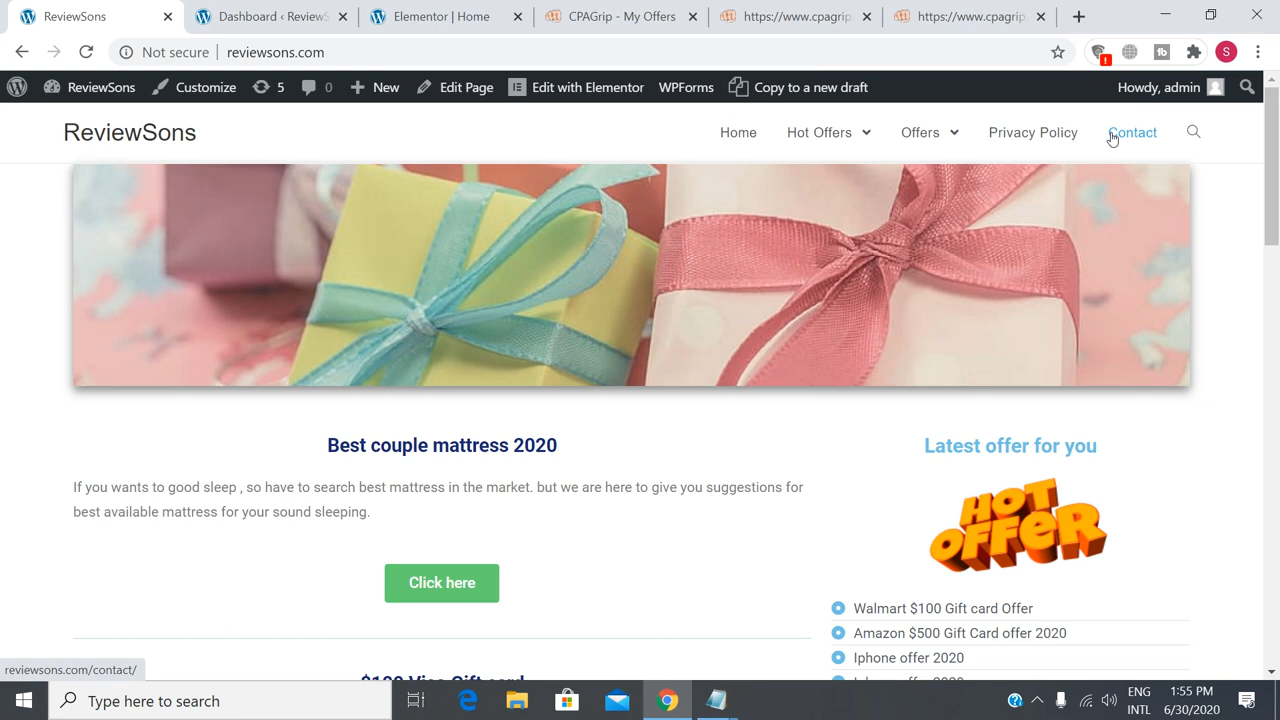 ReviewSons
Dashboard ‹ ReviewS
Elementor | Home
CPAGrip - My Offers
https://www.cpagrip.
https://www.cpagrip.
Not secure
reviewsons.com
S
ReviewSons
Customize
5
0
New
Edit Page
Edit with Elementor
WPForms
Copy to a new draft
Howdy, admin
ReviewSons
Home
Hot Offers
Offers
Privacy Policy
Contact
Best couple mattress 2020
If you wants to good sleep , so have to search best mattress in the market. but we are here to give you suggestions for
best available mattress for your sound sleeping.
Click here
Latest offer for you
HOT
OFFER
Walmart $100 Gift card Offer
Amazon $500 Gift Card offer 2020
Iphone offer 2020
$100 Visa Gift card
reviewsons.com/contact/
Type here to search
ENG
INTL
1:55 PM
6/30/2020